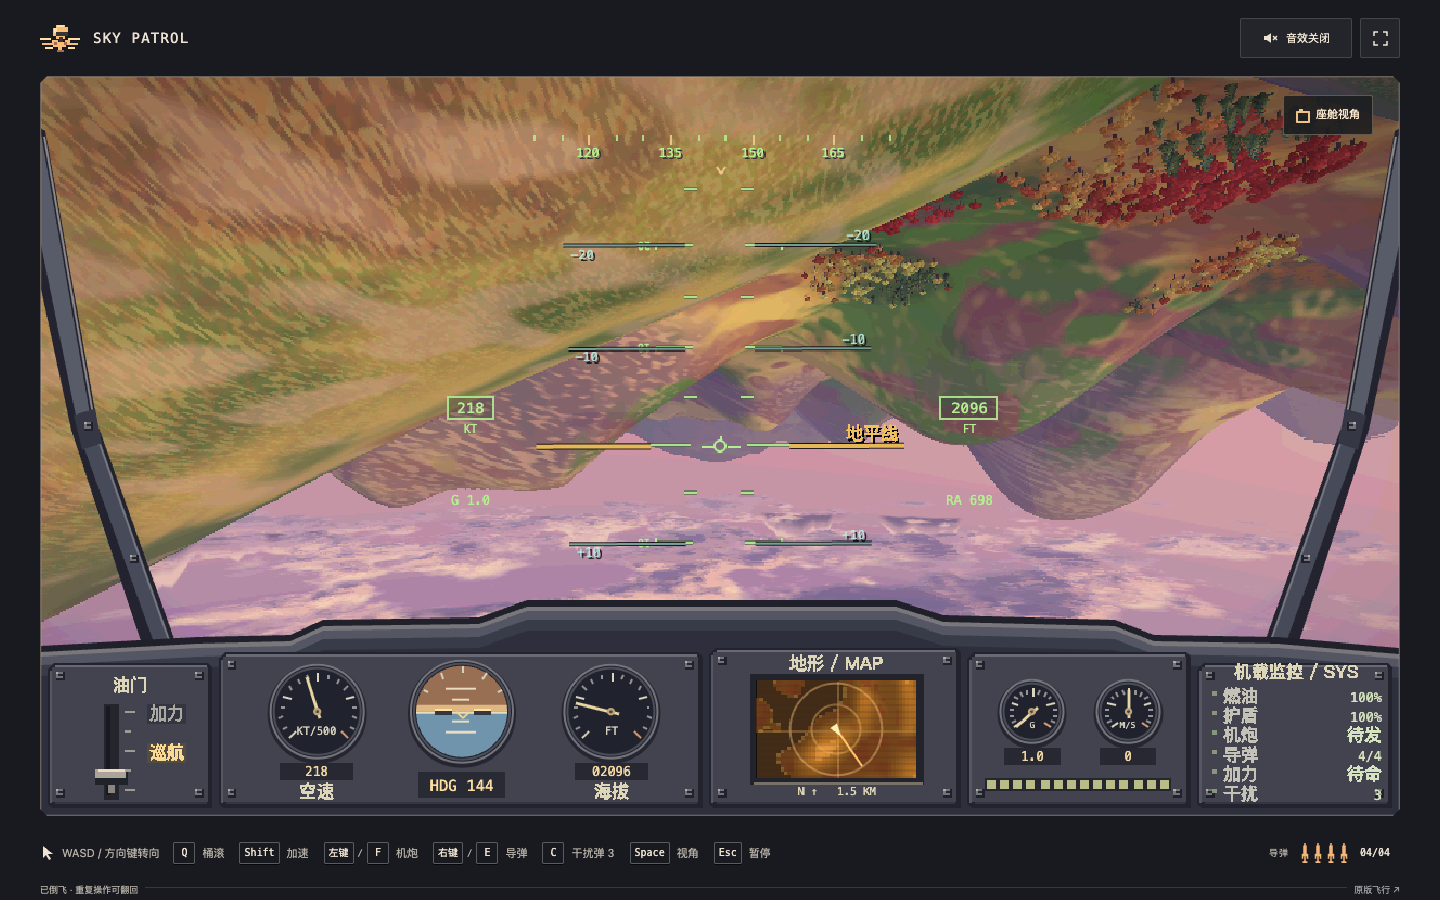 SKY PATROL
音效关闭
座舱视角
120 135 150 165
-20 -20
-10 -10
218 2096
KT FT
地平线
G 1.0 RA 698
+10 +10
油门
加力
巡航
KT/500
218
空速
HDG 144
FT
02096
海拔
地形 / MAP
N ↑ 1.5 KM
G M/S
1.0 0
机载监控 / SYS
燃油 100%
护盾 100%
机炮 待发
导弹 4/4
加力 待命
干扰 3
WASD / 方向键转向 Q 桶滚 Shift 加速 左键 / F 机炮 右键 / E 导弹 C 干扰弹 3 Space 视角 Esc 暂停 导弹 04/04
已倒飞 · 重复操作可翻回 原版飞行 ↗